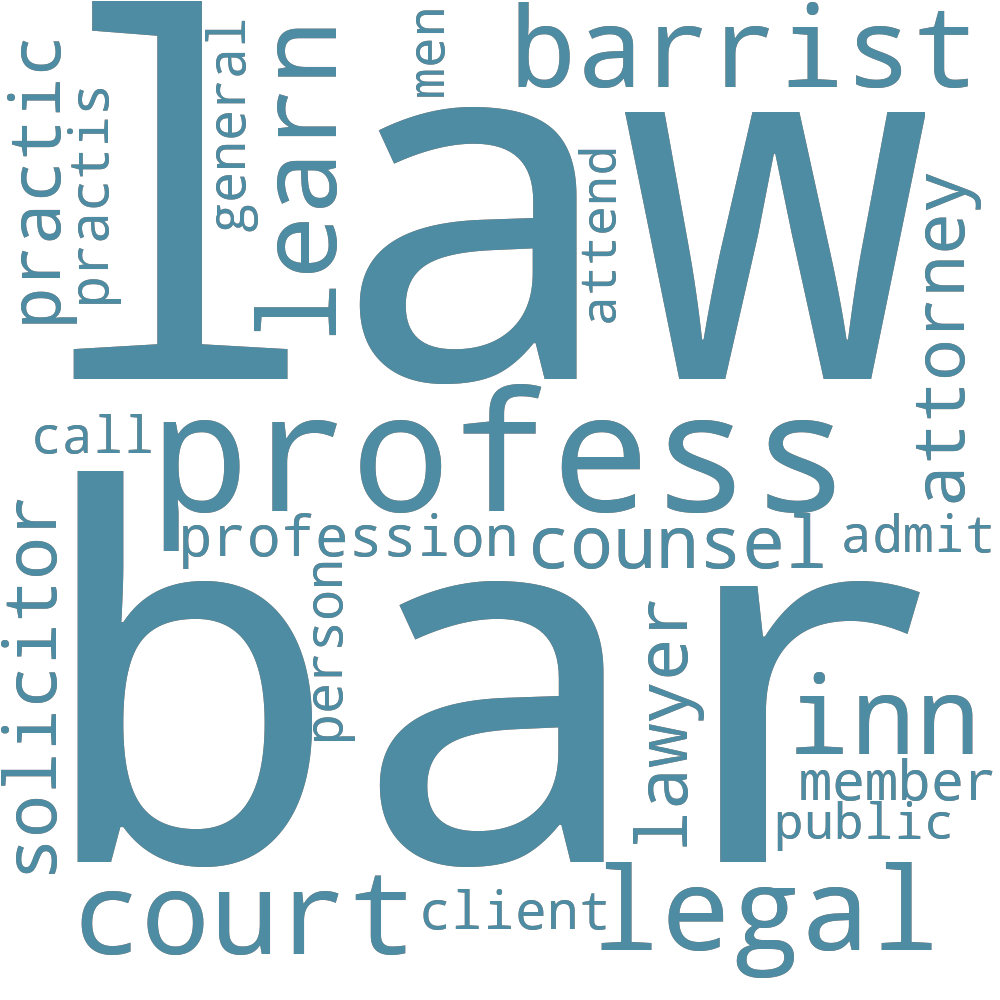 law
bar
profess
barrist
learn
practic
practis
general
men
attend
attorney
call
profession
counsel
admit
solicitor
person
lawyer
inn
member
public
court
client
legal